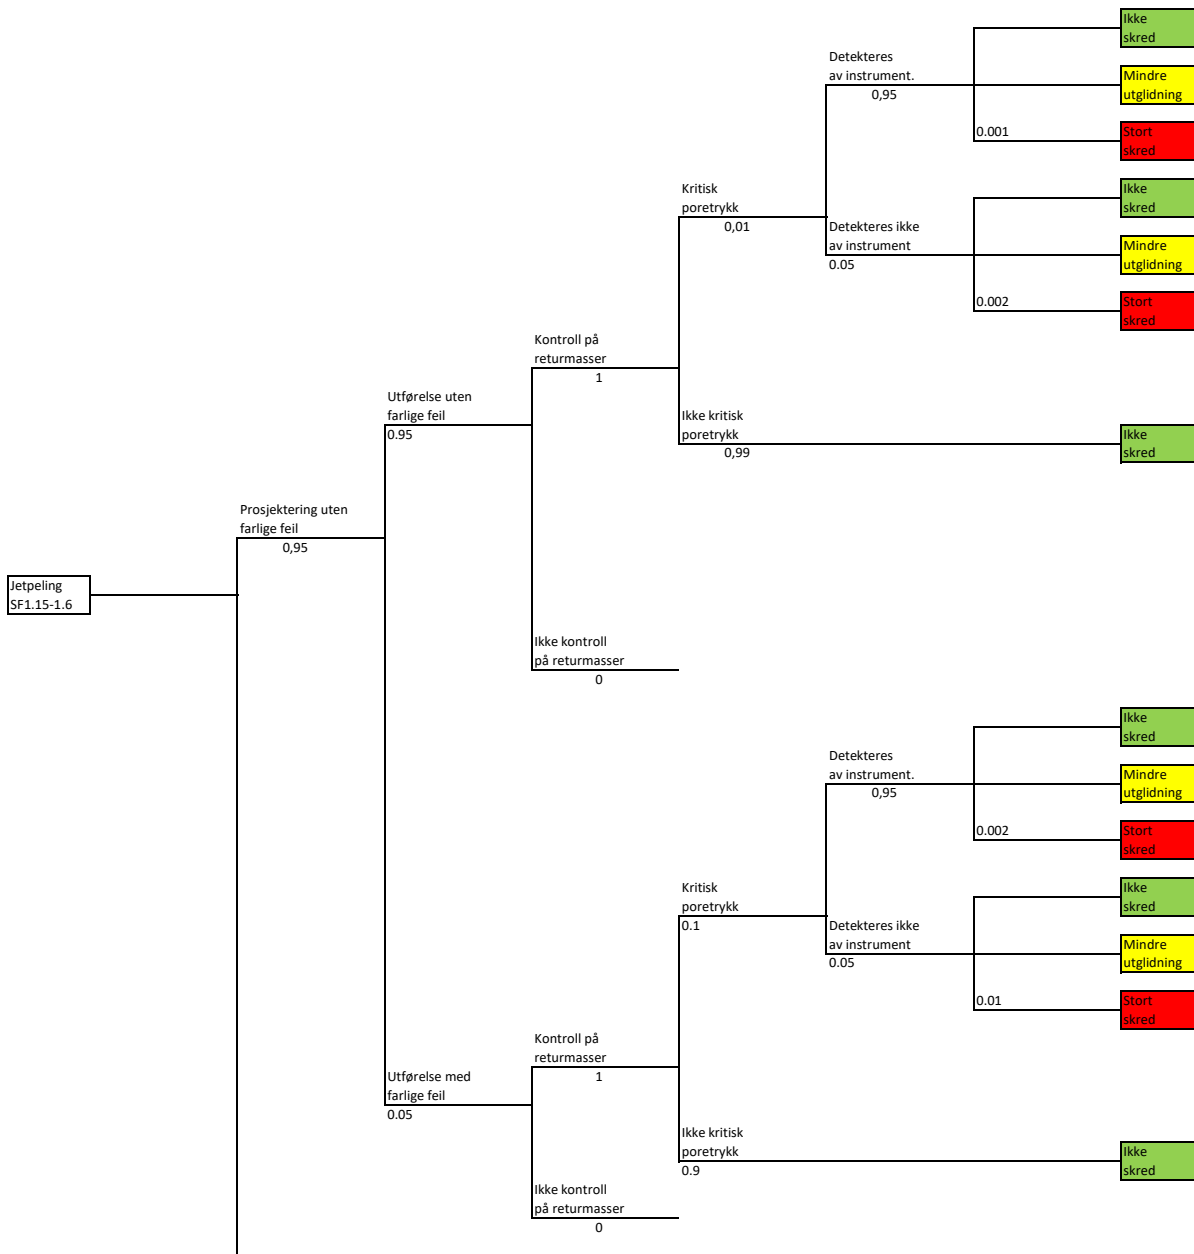 Ikke
skred
Detekteres
av instrument.
0,95
Mindre
utglidning
0.001
Stort
skred
Kritisk
poretrykk
0,01
Ikke
skred
Detekteres ikke
av instrument
0.05
Mindre
utglidning
0.002
Stort
skred
Kontroll på
returmasser
1
Utførelse uten
farlige feil
0.95
Ikke kritisk
poretrykk
0,99
Ikke
skred
Prosjektering uten
farlige feil
0,95
Jetpeling
SF1.15-1.6
Ikke kontroll
på returmasser
0
Ikke
skred
Detekteres
av instrument.
0,95
Mindre
utglidning
0.002
Stort
skred
Kritisk
poretrykk
0.1
Ikke
skred
Detekteres ikke
av instrument
0.05
Mindre
utglidning
0.01
Stort
skred
Kontroll på
returmasser
1
Utførelse med
farlige feil
0.05
Ikke kritisk
poretrykk
0.9
Ikke
skred
Ikke kontroll
på returmasser
0